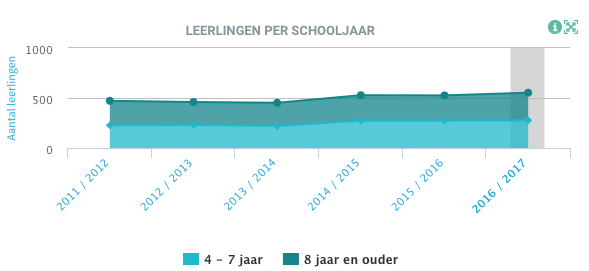 LEERLINGEN PER SCHOOLJAAR
i
Aantal leerlingen
1000
500
0
2011 / 2012
2012 / 2013
2013 / 2014
2014 / 2015
2015 / 2016
2016 / 2017
4 - 7 jaar
8 jaar en ouder